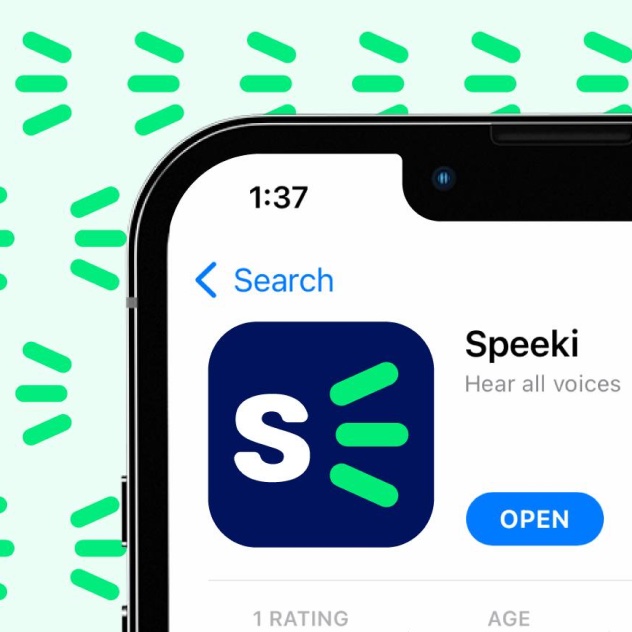 1:37
Search
Speeki
Hear all voices
S
OPEN
1 RATING
AGE